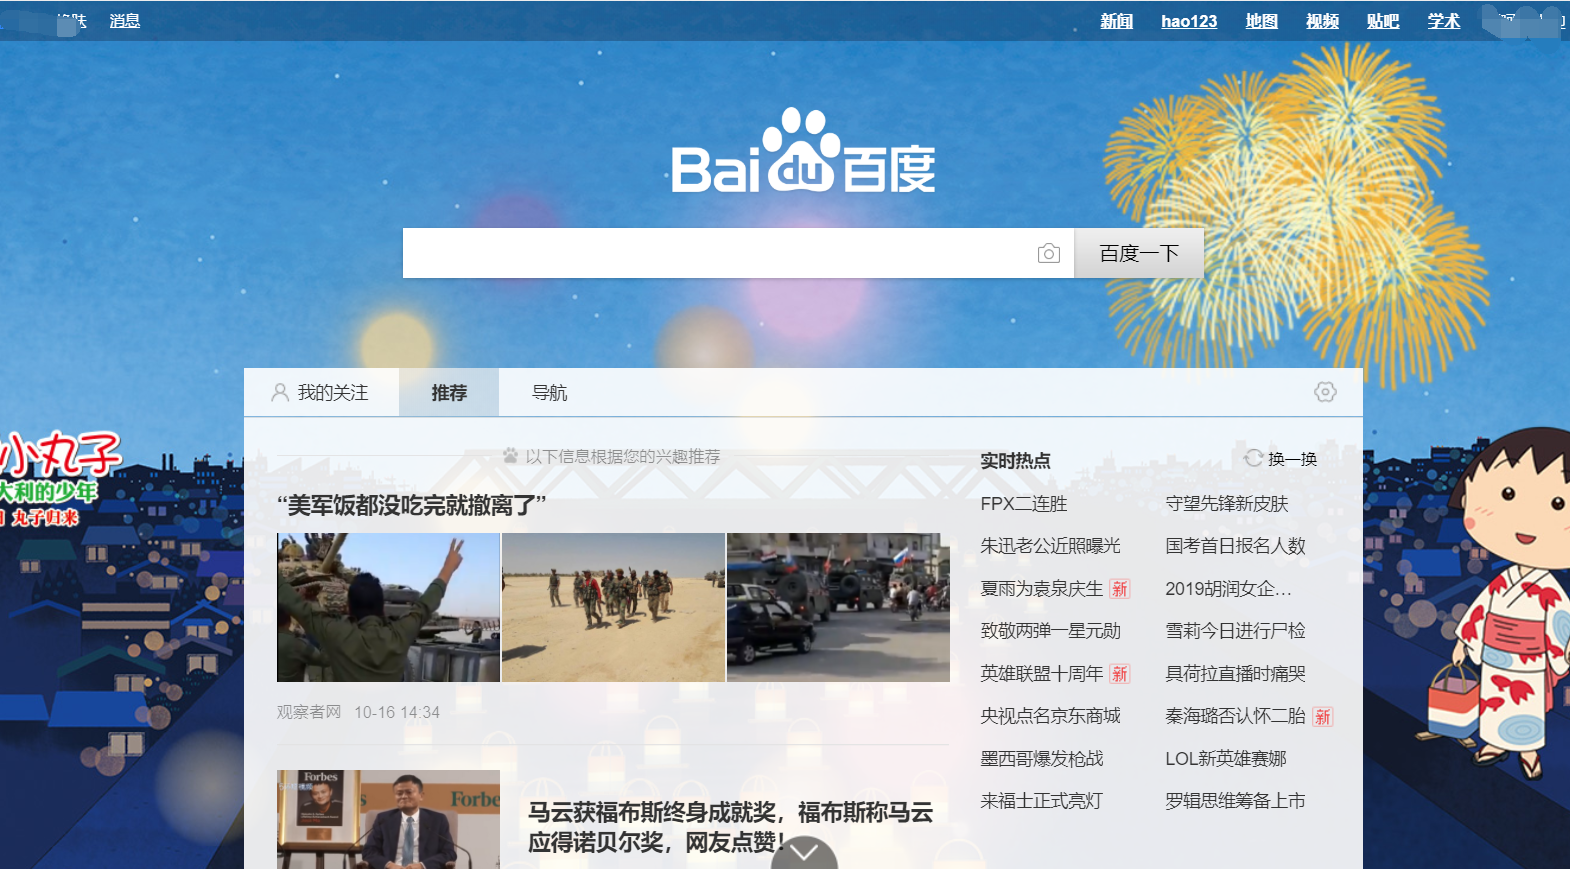 消息
新闻 hao123 地图 视频 贴吧 学术
Bai du 百度
百度一下
我的关注 推荐 导航
以下信息根据您的兴趣推荐
“美军饭都没吃完就撤离了”
观察者网 10-16 14:34
Forbes
Forbes
马云获福布斯终身成就奖，福布斯称马云
应得诺贝尔奖，网友点赞！
实时热点 换一换
FPX二连胜 守望先锋新皮肤
朱迅老公近照曝光 国考首日报名人数
夏雨为袁泉庆生 新 2019胡润女企…
致敬两弹一星元勋 雪莉今日进行尸检
英雄联盟十周年 新 具荷拉直播时痛哭
央视点名京东商城 秦海璐否认怀二胎 新
墨西哥爆发枪战 LOL新英雄赛娜
来福士正式亮灯 罗辑思维筹备上市
小丸子
大利的少年
丸子归来